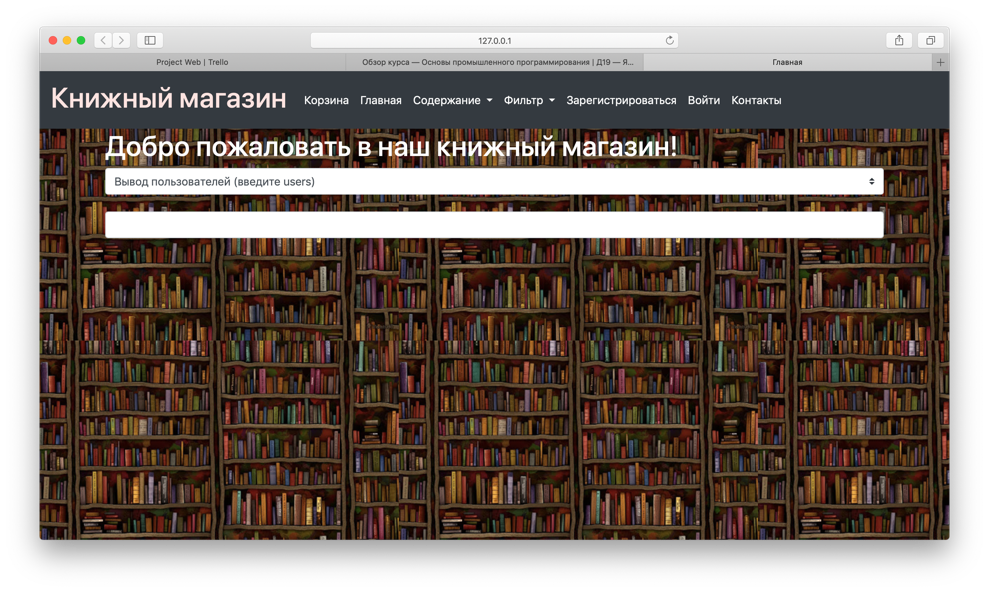 127.0.0.1
Project Web | Trello
Обзор курса — Основы промышленного программирования | Д19 — Я...
Главная
Книжный магазин
Корзина
Главная
Содержание
Фильтр
Зарегистрироваться
Войти
Контакты
Добро пожаловать в наш книжный магазин!
Вывод пользователей (введите users)